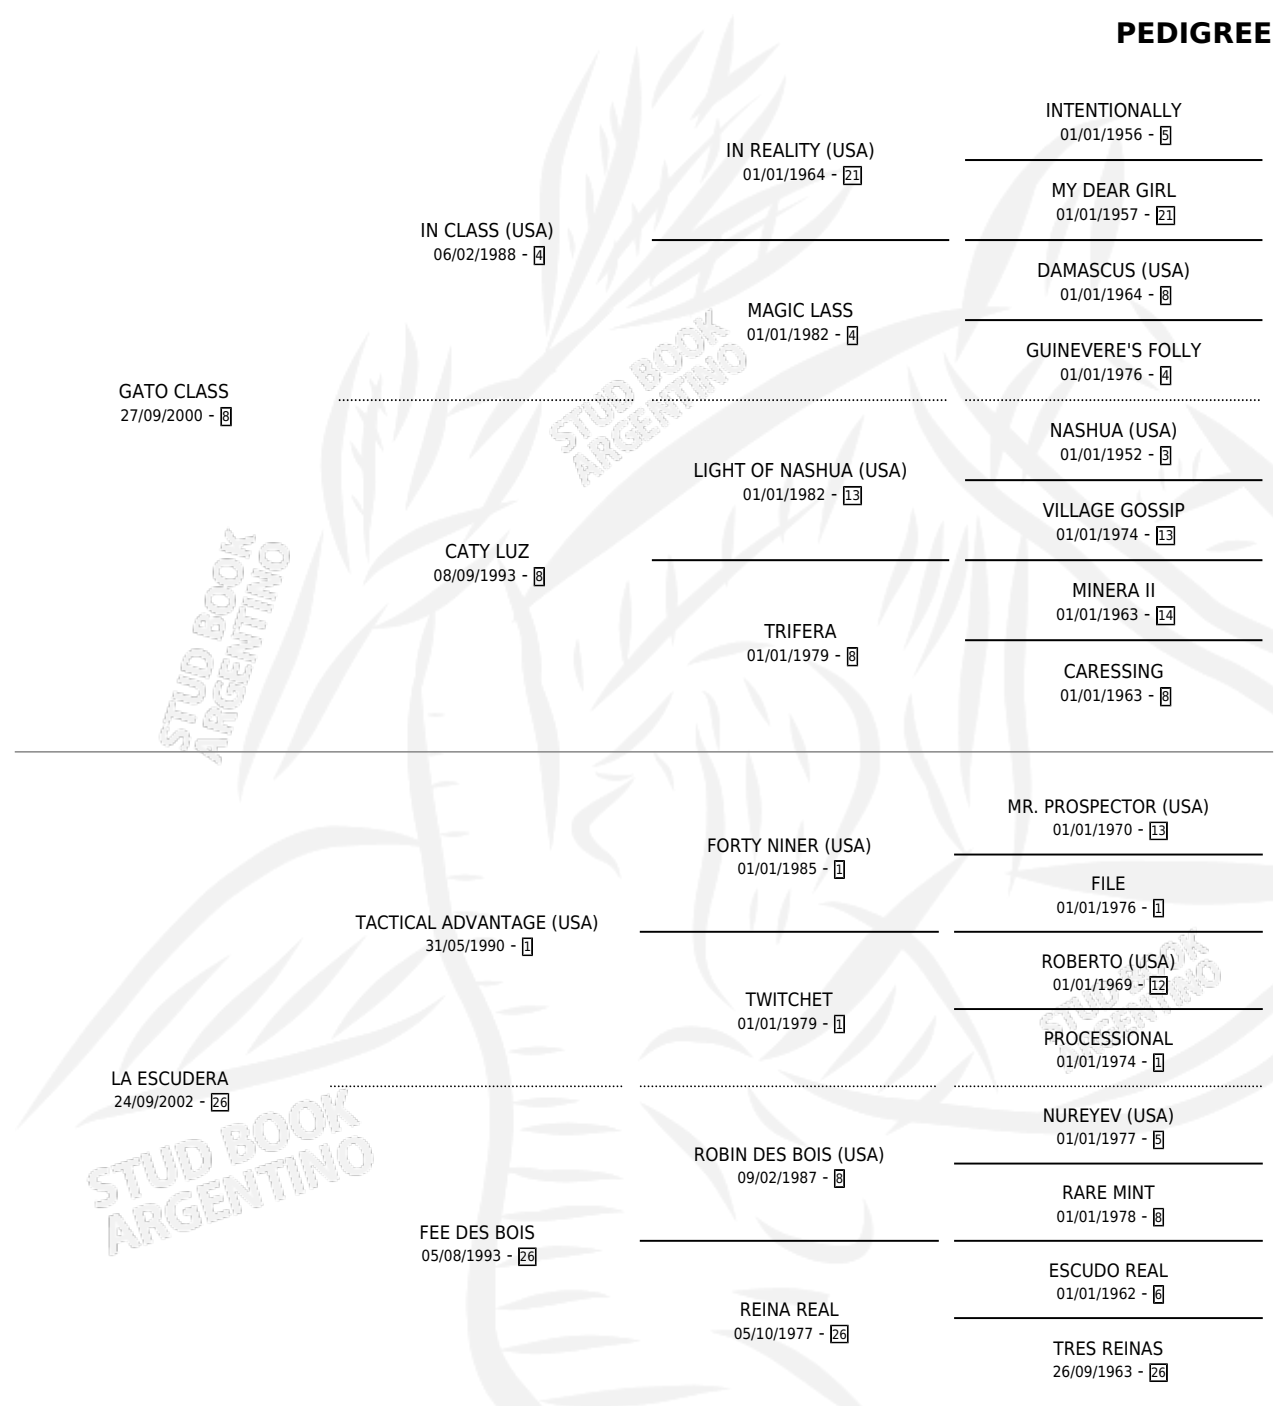 PEDIGREE
INTENTIONALLY
01/01/1956 - 5
IN REALITY (USA)
01/01/1964 - 21
MY DEAR GIRL
01/01/1957 - 21
IN CLASS (USA)
06/02/1988 - 4
DAMASCUS (USA)
01/01/1964 - 8
MAGIC LASS
01/01/1982 - 4
GUINEVERE'S FOLLY
01/01/1976 - 4
GATO CLASS
27/09/2000 - 8
STUD BOOK
ARGENTINO
NASHUA (USA)
01/01/1952 - 3
LIGHT OF NASHUA (USA)
01/01/1982 - 13
VILLAGE GOSSIP
01/01/1974 - 13
CATY LUZ
08/09/1993 - 8
MINERA II
01/01/1963 - 14
TRIFERA
01/01/1979 - 8
CARESSING
01/01/1963 - 8
STUD BOOK
ARGENTINO
MR. PROSPECTOR (USA)
01/01/1970 - 13
FORTY NINER (USA)
01/01/1985 - 1
FILE
01/01/1976 - 1
TACTICAL ADVANTAGE (USA)
31/05/1990 - 1
ROBERTO (USA)
01/01/1969 - 12
STUD BOOK
ARGENTINO
TWITCHET
01/01/1979 - 1
PROCESSIONAL
01/01/1974 - 1
LA ESCUDERA
24/09/2002 - 26
STUD BOOK
ARGENTINO
NUREYEV (USA)
01/01/1977 - 5
ROBIN DES BOIS (USA)
09/02/1987 - 8
RARE MINT
01/01/1978 - 8
FEE DES BOIS
05/08/1993 - 26
ESCUDO REAL
01/01/1962 - 6
REINA REAL
05/10/1977 - 26
TRES REINAS
26/09/1963 - 26